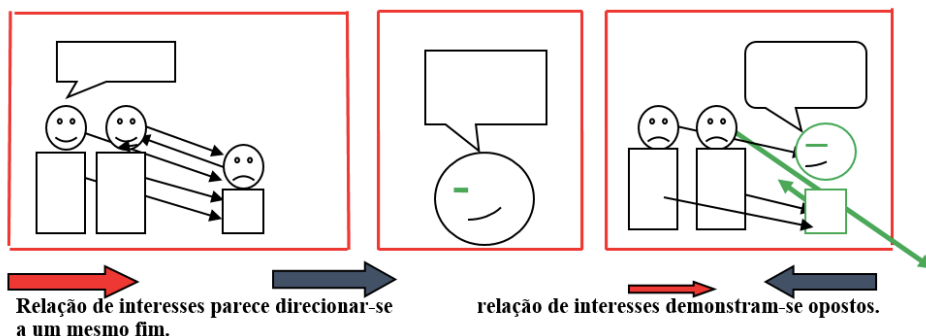 Relação de interesses parece direcionar-se
a um mesmo fim.
relação de interesses demonstram-se opostos.